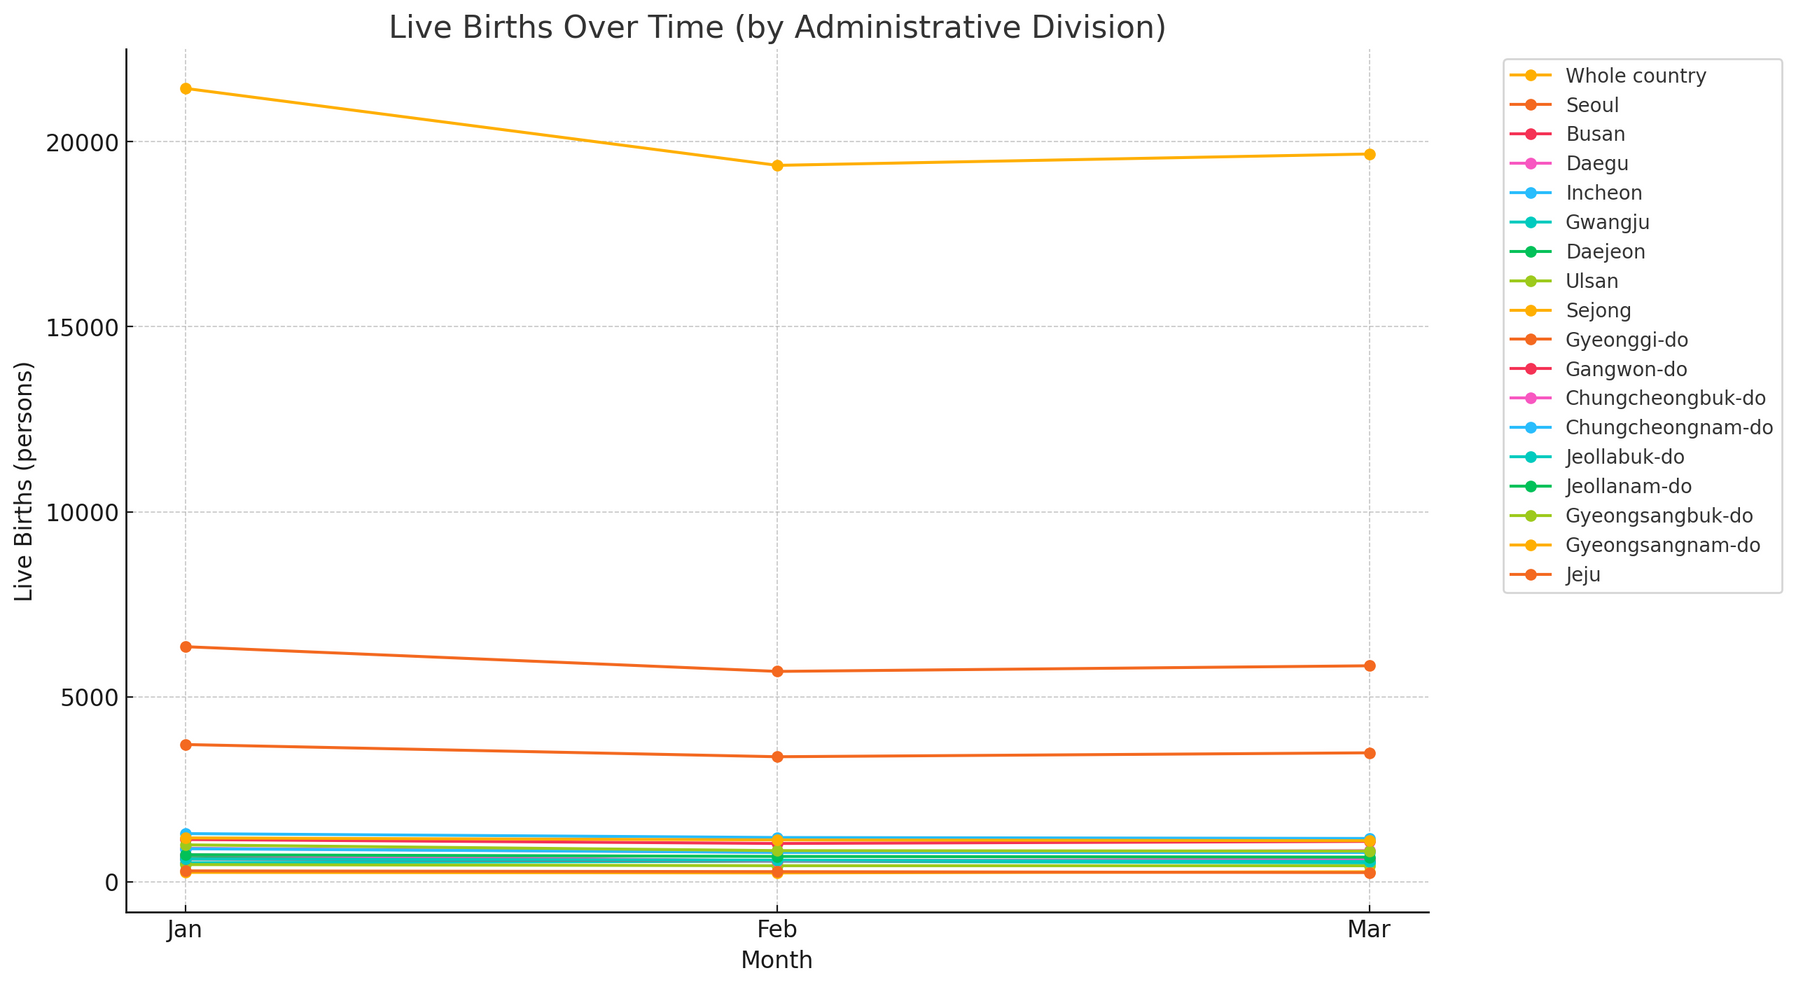 Live Births Over Time (by Administrative Division)
Live Births (persons)
20000
15000
10000
5000
0
Jan
Feb
Mar
Month
Whole country
Seoul
Busan
Daegu
Incheon
Gwangju
Daejeon
Ulsan
Sejong
Gyeonggi-do
Gangwon-do
Chungcheongbuk-do
Chungcheongnam-do
Jeollabuk-do
Jeollanam-do
Gyeongsangbuk-do
Gyeongsangnam-do
Jeju